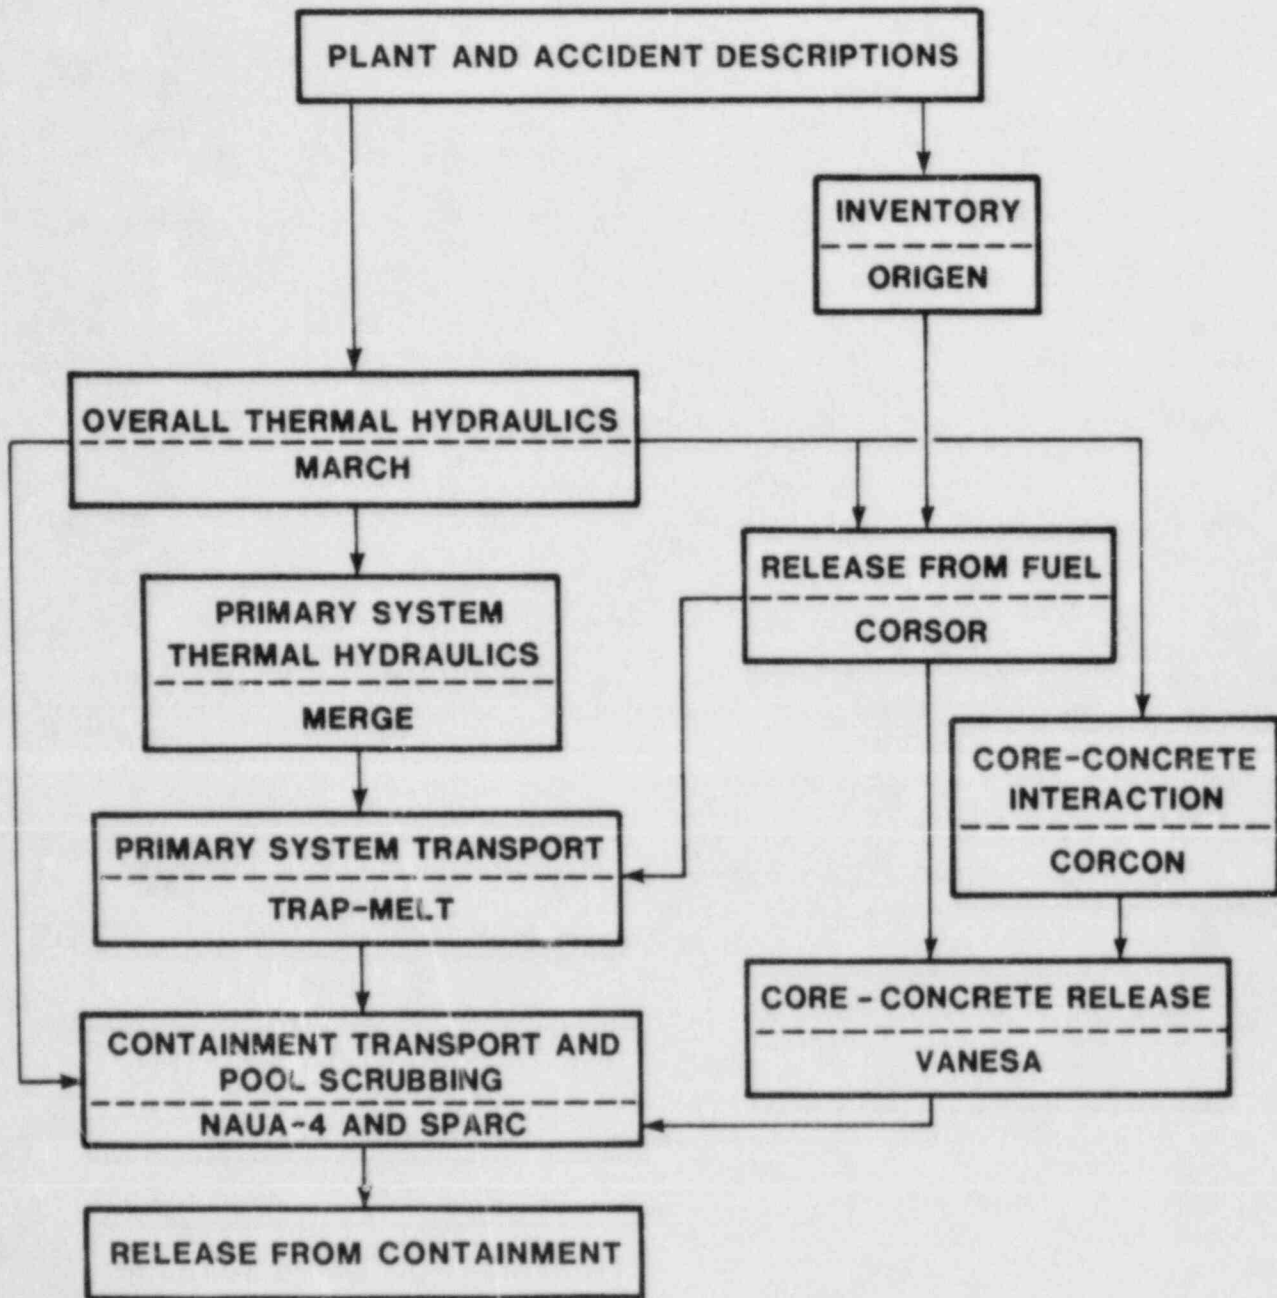 PLANT AND ACCIDENT DESCRIPTIONS
INVENTORY
ORIGEN
OVERALL THERMAL HYDRAULICS
MARCH
RELEASE FROM FUEL
CORSOR
PRIMARY SYSTEM
THERMAL HYDRAULICS
MERGE
CORE-CONCRETE
INTERACTION
CORCON
PRIMARY SYSTEM TRANSPORT
TRAP-MELT
CORE-CONCRETE RELEASE
VANESA
CONTAINMENT TRANSPORT AND
POOL SCRUBBING
NAUA-4 AND SPARC
RELEASE FROM CONTAINMENT